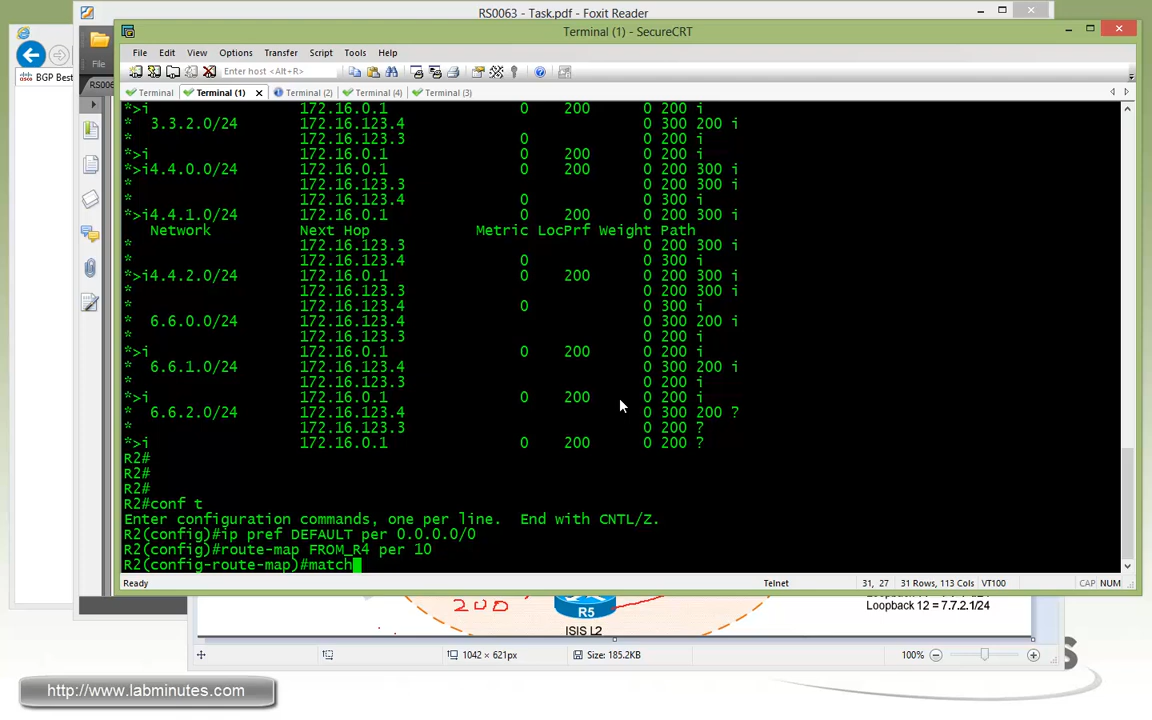 RS0063 - Task.pdf - Foxit Reader
Terminal (1) - SecureCRT
File Edit View Options Transfer Script Tools Help
Enter host <Alt+R>
Terminal Terminal (1) Terminal (2) Terminal (4) Terminal (3)
BGP Best
File
RS006
*>i 172.16.0.1 0 200 0 200 i
* 3.3.2.0/24 172.16.123.4 0 300 200 i
* 172.16.123.3 0 0 200 i
*>i 172.16.0.1 0 200 0 200 i
*>i4.4.0.0/24 172.16.0.1 0 200 0 200 300 i
* 172.16.123.3 0 200 300 i
* 172.16.123.4 0 0 300 i
*>i4.4.1.0/24 172.16.0.1 0 200 0 200 300 i
Network Next Hop Metric LocPrf Weight Path
* 172.16.123.3 0 200 300 i
* 172.16.123.4 0 0 300 i
*>i4.4.2.0/24 172.16.0.1 0 200 0 200 300 i
* 172.16.123.3 0 200 300 i
* 172.16.123.4 0 0 300 i
* 6.6.0.0/24 172.16.123.4 0 300 200 i
* 172.16.123.3 0 200 i
*>i 172.16.0.1 0 200 0 200 i
* 6.6.1.0/24 172.16.123.4 0 300 200 i
* 172.16.123.3 0 200 i
*>i 172.16.0.1 0 200 0 200 i
* 6.6.2.0/24 172.16.123.4 0 300 200 ?
* 172.16.123.3 0 200 ?
*>i 172.16.0.1 0 200 0 200 ?
R2#
R2#
R2#
R2#conf t
Enter configuration commands, one per line. End with CNTL/Z.
R2(config)#ip pref DEFAULT per 0.0.0.0/0
R2(config)#route-map FROM_R4 per 10
R2(config-route-map)#match
Ready Telnet 31, 27 31 Rows, 113 Cols VT100 CAP NUM
200
R5
ISIS L2
Loopback 12 = 7.7.2.1/24
1042 × 621px Size: 185.2KB 100%
http://www.labminutes.com